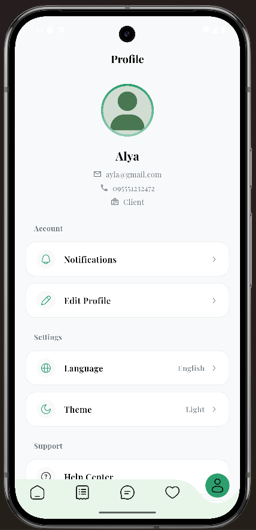 Profile
Alya
ayla@gmail.com
095551232472
Client
Account
Notifications
Edit Profile
Settings
Language English
Theme Light
Support
Help Center